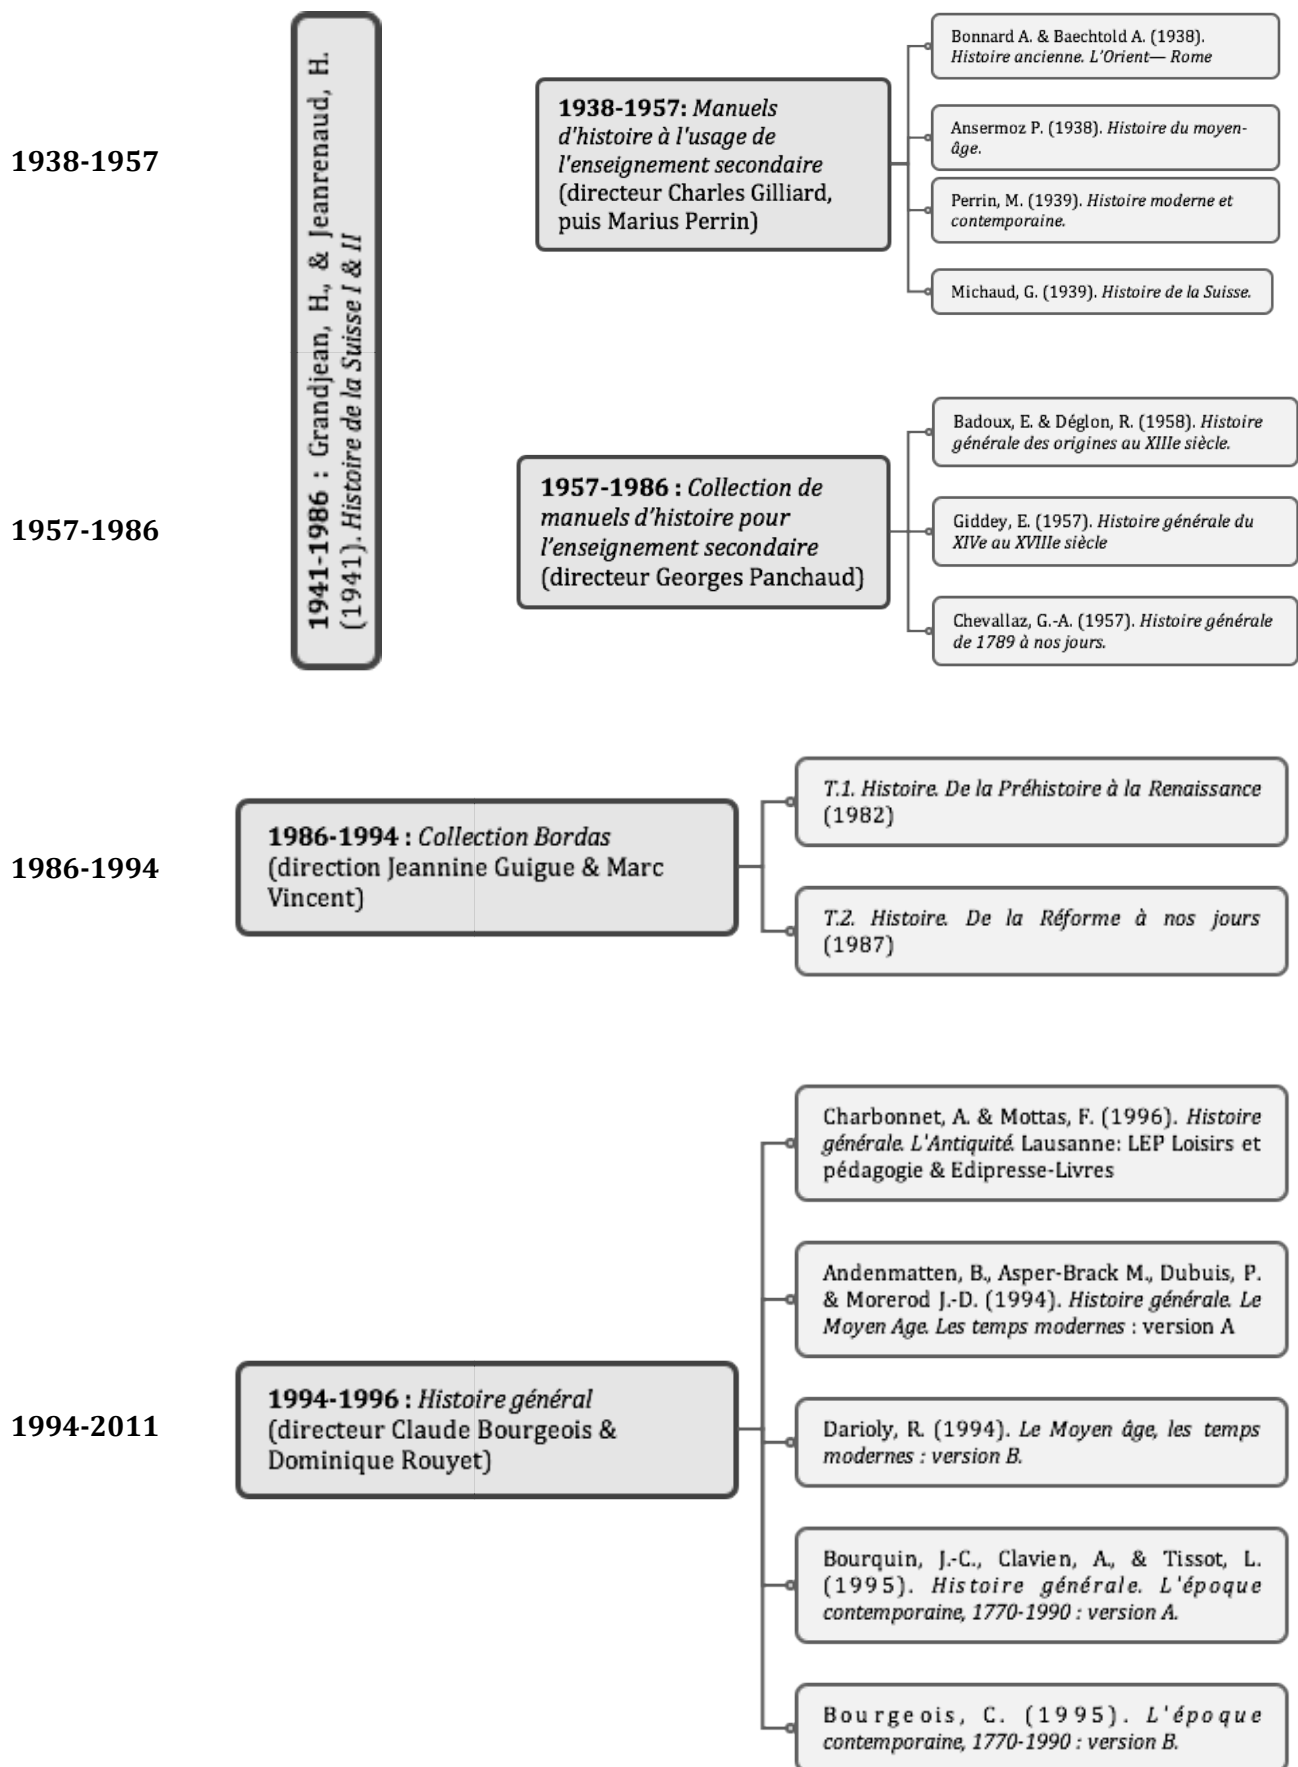 1938-1957
1941-1986 : Grandjean, H., & Jeanrenaud, H.
(1941). Histoire de la Suisse I & II
1938-1957: Manuels
d'histoire à l'usage de
l'enseignement secondaire
(directeur Charles Gilliard,
puis Marius Perrin)
Bonnard A. & Baechtold A. (1938).
Histoire ancienne. L'Orient— Rome
Ansermoz P. (1938). Histoire du moyen-
âge.
Perrin, M. (1939). Histoire moderne et
contemporaine.
Michaud, G. (1939). Histoire de la Suisse.
1957-1986
1957-1986 : Collection de
manuels d'histoire pour
l'enseignement secondaire
(directeur Georges Panchaud)
Badoux, E. & Déglon, R. (1958). Histoire
générale des origines au XIIIe siècle.
Giddey, E. (1957). Histoire générale du
XIVe au XVIIIe siècle
Chevallaz, G.-A. (1957). Histoire générale
de 1789 à nos jours.
1986-1994
1986-1994 : Collection Bordas
(direction Jeannine Guigue & Marc
Vincent)
T.1. Histoire. De la Préhistoire à la Renaissance
(1982)
T.2. Histoire. De la Réforme à nos jours
(1987)
1994-2011
1994-1996 : Histoire général
(directeur Claude Bourgeois &
Dominique Rouyet)
Charbonnet, A. & Mottas, F. (1996). Histoire
générale. L'Antiquité. Lausanne: LEP Loisirs et
pédagogie & Edipresse-Livres
Andenmatten, B., Asper-Brack M., Dubuis, P.
& Morerod J.-D. (1994). Histoire générale. Le
Moyen Age. Les temps modernes : version A
Darioly, R. (1994). Le Moyen âge, les temps
modernes : version B.
Bourquin, J.-C., Clavien, A., & Tissot, L.
(1995). Histoire générale. L'époque
contemporaine, 1770-1990 : version A.
Bourgeois, C. (1995). L'époque
contemporaine, 1770-1990 : version B.